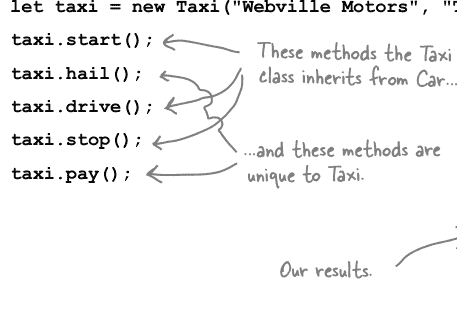 let taxi = new Taxi("Webville Motors",
taxi.start();
These methods the Taxi
taxi.hail();
class inherits from Car...
taxi.drive();
taxi.stop();
...and these methods are
taxi.pay();
unique to Taxi.
Our results.